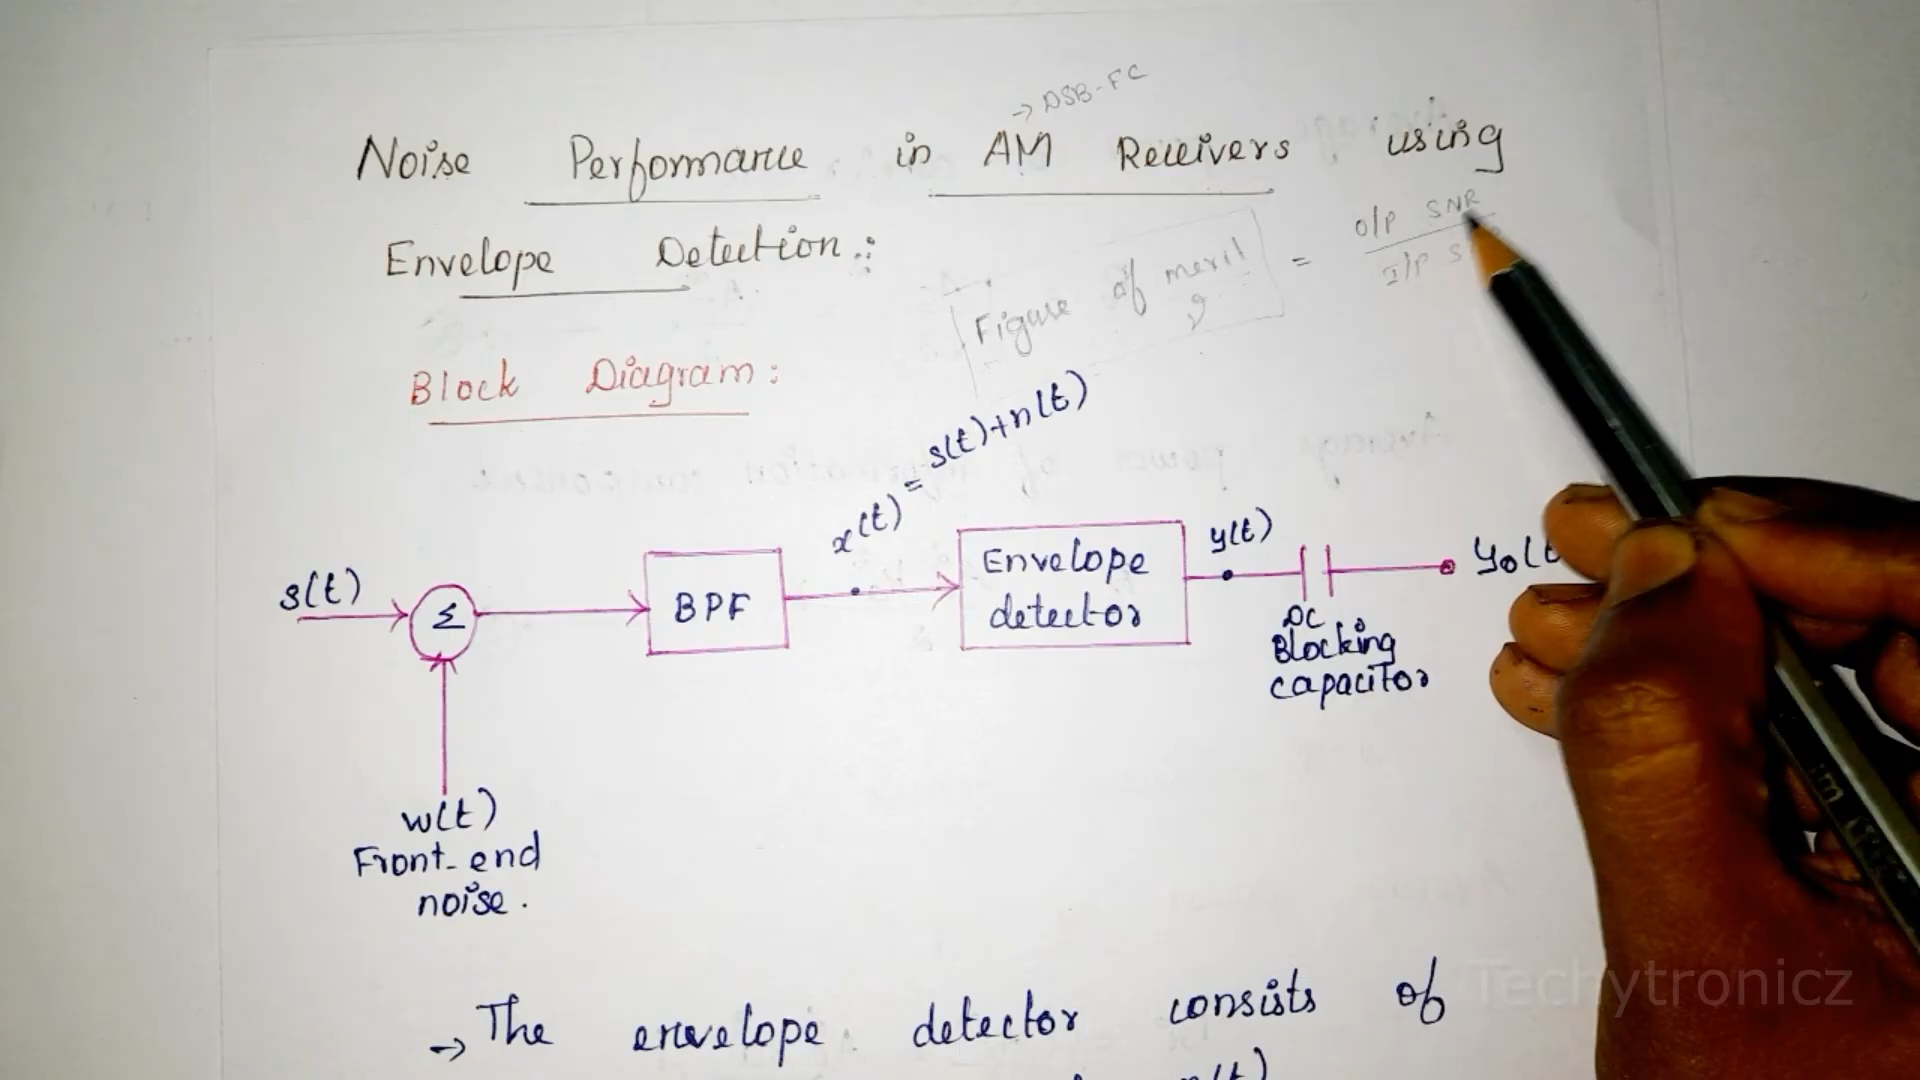 → DSB-FC
Noise Performance in AM Receivers using
Envelope Detection:
Figure of merit = O/P SNR
I/P S
Block Diagram:
x(t) = s(t)+n(t)
s(t)
Σ
BPF
Envelope
detector
y(t)
DC
Blocking
capacitor
yo(t
w(t)
Front-end
noise.
→ The envelope detector consists of
n(t)
Techytronicz